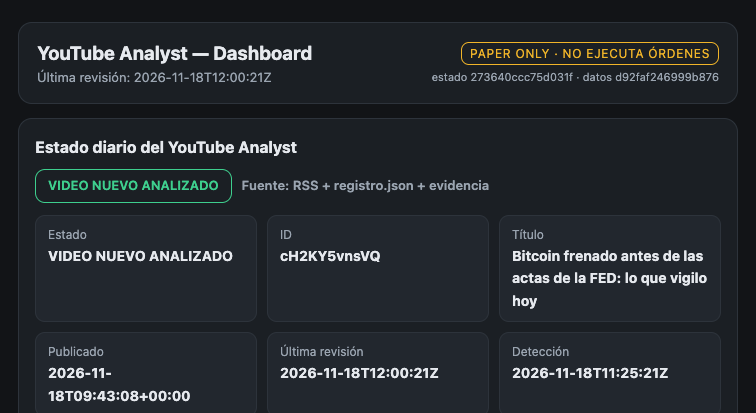 YouTube Analyst — Dashboard
PAPER ONLY · NO EJECUTA ÓRDENES
Última revisión: 2026-11-18T12:00:21Z
estado 273640ccc75d031f · datos d92faf246999b876
Estado diario del YouTube Analyst
VIDEO NUEVO ANALIZADO
Fuente: RSS + registro.json + evidencia
Estado
VIDEO NUEVO ANALIZADO
ID
cH2KY5vnsVQ
Título
Bitcoin frenado antes de las
actas de la FED: lo que vigilo
hoy
Publicado
2026-11-
18T09:43:08+00:00
Última revisión
2026-11-18T12:00:21Z
Detección
2026-11-18T11:25:21Z